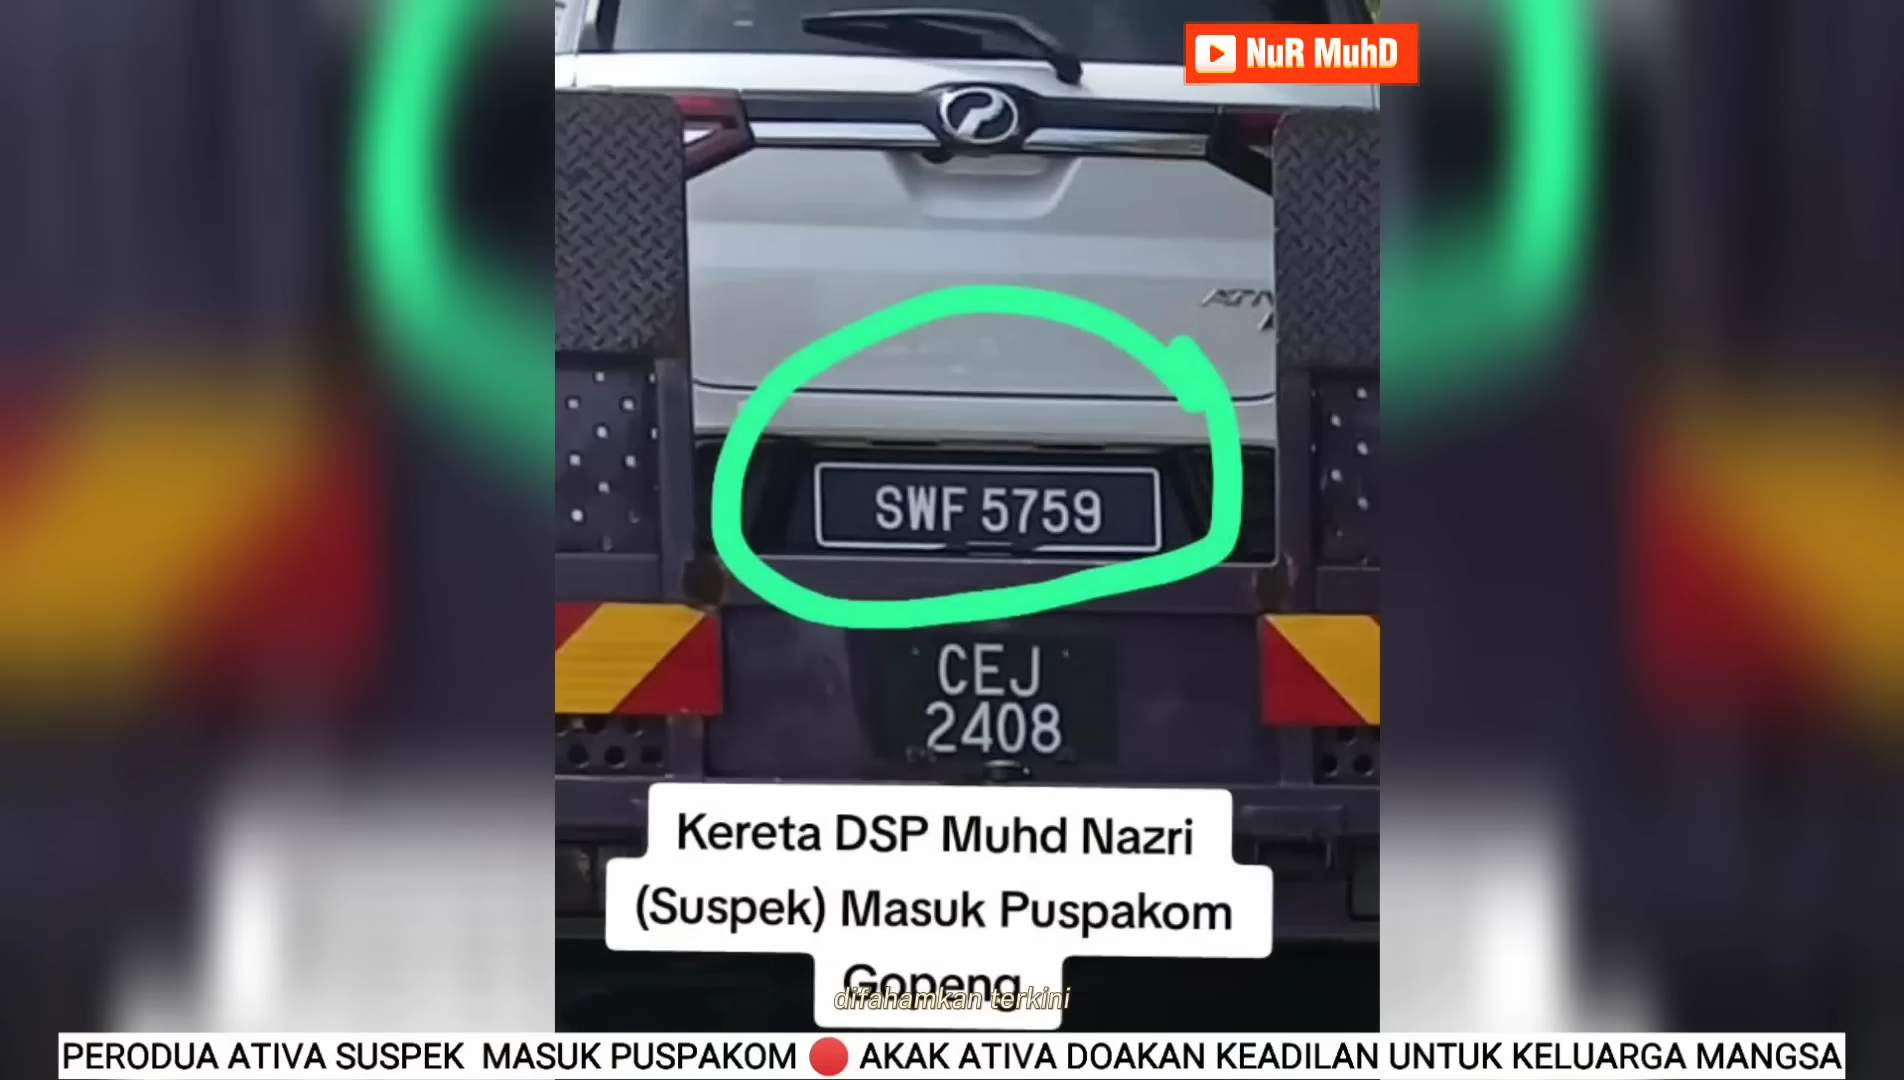 NuR MuhD
SWF 5759
CEJ
2408
Kereta DSP Muhd Nazri
(Suspek) Masuk Puspakom
Gopeng
difahamkan terkini
PERODUA ATIVA SUSPEK MASUK PUSPAKOM 🔴 AKAK ATIVA DOAKAN KEADILAN UNTUK KELUARGA MANGSA